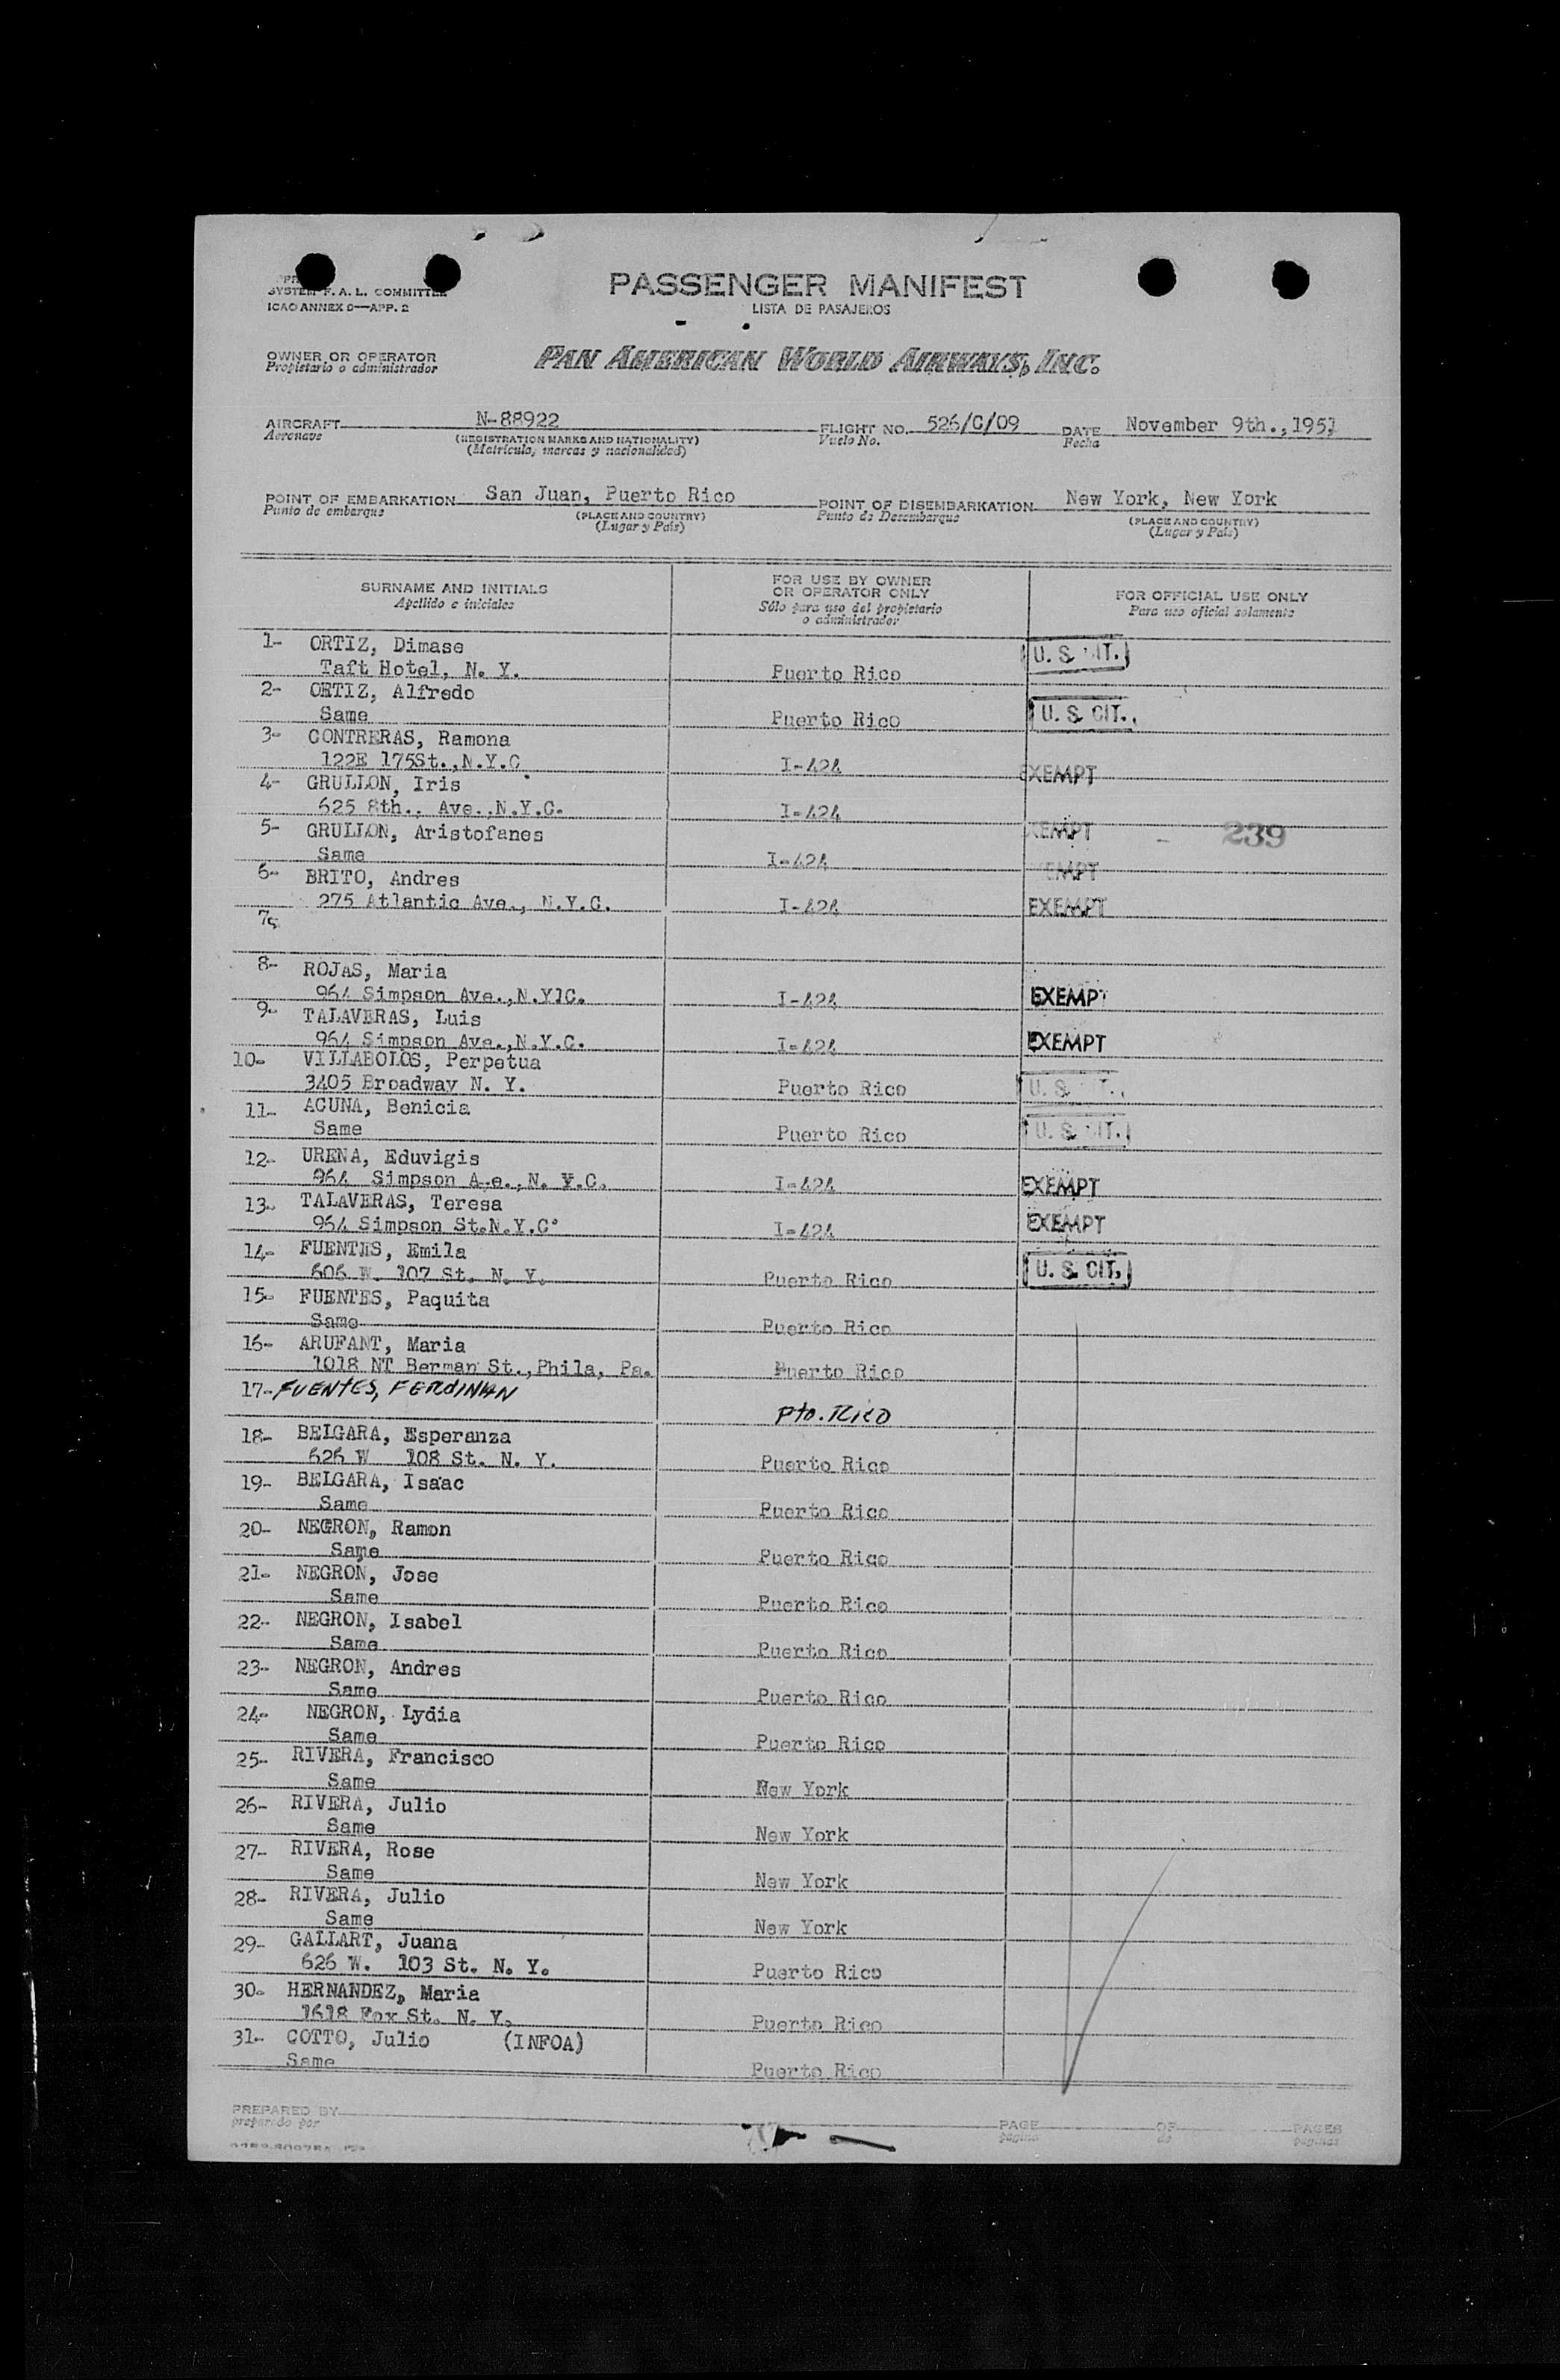 SYSTEM F. A. L. COMMITTEE
ICAO ANNEX 9—APP. 2
PASSENGER MANIFEST
LISTA DE PASAJEROS
OWNER OR OPERATOR
Propietario o administrador
PAN AMERICAN WORLD AIRWAYS, INC.
AIRCRAFT N-88922 FLIGHT NO. 526/C/09 DATE November 9th.,1951
Aeronave (REGISTRATION MARKS AND NATIONALITY) Vuelo No. Fecha
(Matrícula, marcas y nacionalidad)
POINT OF EMBARKATION San Juan, Puerto Rico POINT OF DISEMBARKATION New York, New York
Punto de embarque (PLACE AND COUNTRY) Punto de Desembarque (PLACE AND COUNTRY)
(Lugar y País) (Lugar y País)
SURNAME AND INITIALS FOR USE BY OWNER OR OPERATOR ONLY FOR OFFICIAL USE ONLY
Apellido e iniciales Sólo para uso del propietario o administrador Para uso oficial solamente
1- ORTIZ, Dimase U. S. CIT.
Taft Hotel, N. Y. Puerto Rico
2- ORTIZ, Alfredo
Same Puerto Rico U. S. CIT.
3- CONTRERAS, Ramona
122E 175St.,N.Y.C I-424 EXEMPT
4- GRULLON, Iris
625 8th., Ave.,N.Y.C. I-424
5- GRULLON, Aristofanes EXEMPT - 239
Same I-424
6- BRITO, Andres EXEMPT
275 Atlantic Ave., N.Y.C. I-424 EXEMPT
7-
8- ROJAS, Maria
964 Simpson Ave.,N.Y1C. I-424 EXEMPT
9- TALAVERAS, Luis
964 Simpson Ave.,N.Y.C. I-424 EXEMPT
10- VILLABOLOS, Perpetua
3405 Broadway N. Y. Puerto Rico U. S. CIT.
11- ACUNA, Benicia
Same Puerto Rico U. S. CIT.
12- URENA, Eduvigis
964 Simpson A.e., N. Y.C. I-424 EXEMPT
13- TALAVERAS, Teresa
964 Simpson St.N.Y.C. I-424 EXEMPT
14- FUENTES, Emila
606 W. 107 St. N. Y. Puerto Rico U. S. CIT.
15- FUENTES, Paquita
Same Puerto Rico
16- ARUFANT, Maria
1018 NT Berman St.,Phila, Pa. Puerto Rico
17- FUENTES, FERDINAN
Pto. Rico
18- BELGARA, Esperanza
626 W 108 St. N. Y. Puerto Rico
19- BELGARA, Isaac
Same Puerto Rico
20- NEGRON, Ramon
Same Puerto Rico
21- NEGRON, Jose
Same Puerto Rico
22- NEGRON, Isabel
Same Puerto Rico
23- NEGRON, Andres
Same Puerto Rico
24- NEGRON, Lydia
Same Puerto Rico
25- RIVERA, Francisco
Same New York
26- RIVERA, Julio
Same New York
27- RIVERA, Rose
Same New York
28- RIVERA, Julio
Same New York
29- GALLART, Juana
626 W. 103 St. N. Y. Puerto Rico
30- HERNANDEZ, Maria
1618 Fox St. N. Y. Puerto Rico
31- COTTO, Julio (INFOA)
Same Puerto Rico
PREPARED BY PAGE OF PAGES
preparado por página de páginas